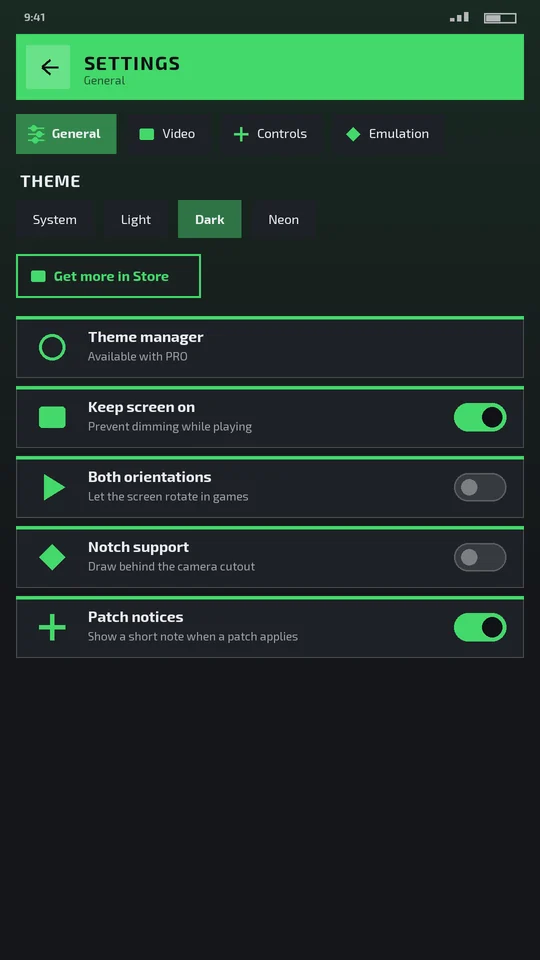 9:41
SETTINGS
General
General
Video
Controls
Emulation
THEME
System
Light
Dark
Neon
Get more in Store
Theme manager
Available with PRO
Keep screen on
Prevent dimming while playing
Both orientations
Let the screen rotate in games
Notch support
Draw behind the camera cutout
Patch notices
Show a short note when a patch applies